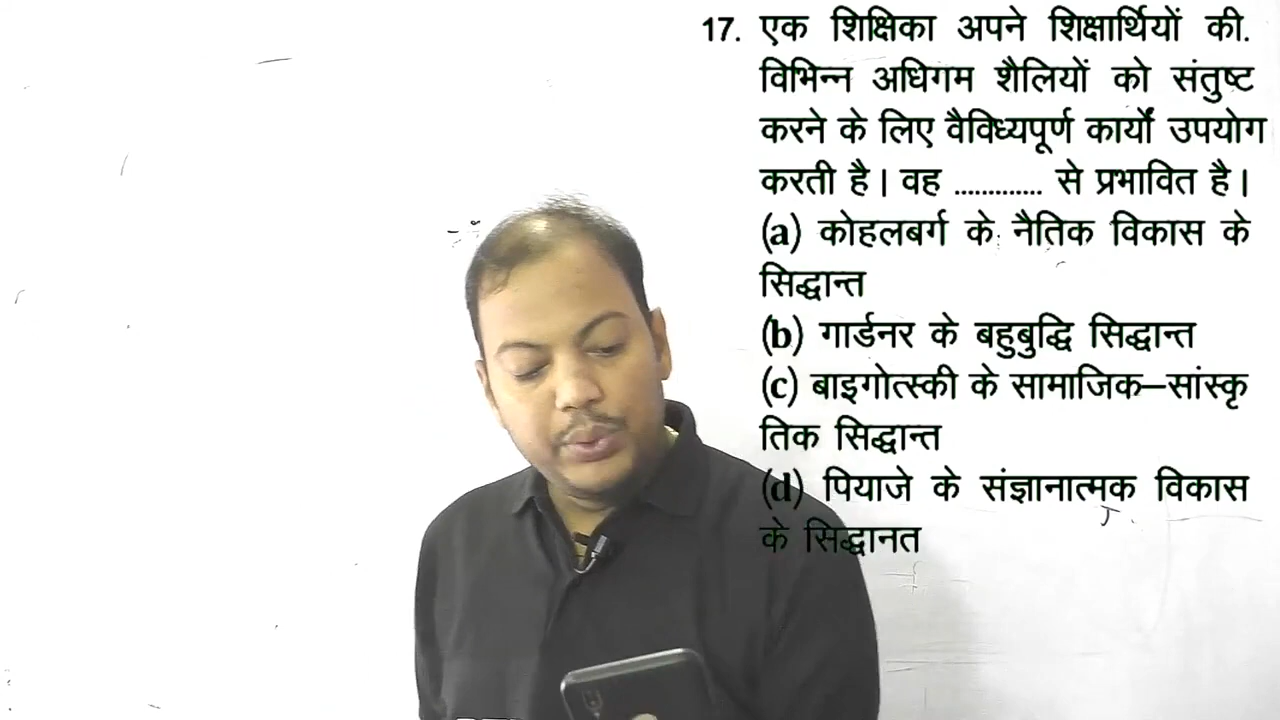 17. एक शिक्षिका अपने शिक्षार्थियों की.
विभिन्न अधिगम शैलियों को संतुष्ट
करने के लिए वैविध्यपूर्ण कार्यों उपयोग
करती है। वह ............. से प्रभावित है।
(a) कोहलबर्ग के नैतिक विकास के
सिद्धान्त
(b) गार्डनर के बहुबुद्धि सिद्धान्त
(c) बाइगोत्स्की के सामाजिक–सांस्कृ
तिक सिद्धान्त
(d) पियाजे के संज्ञानात्मक विकास
के सिद्धानत